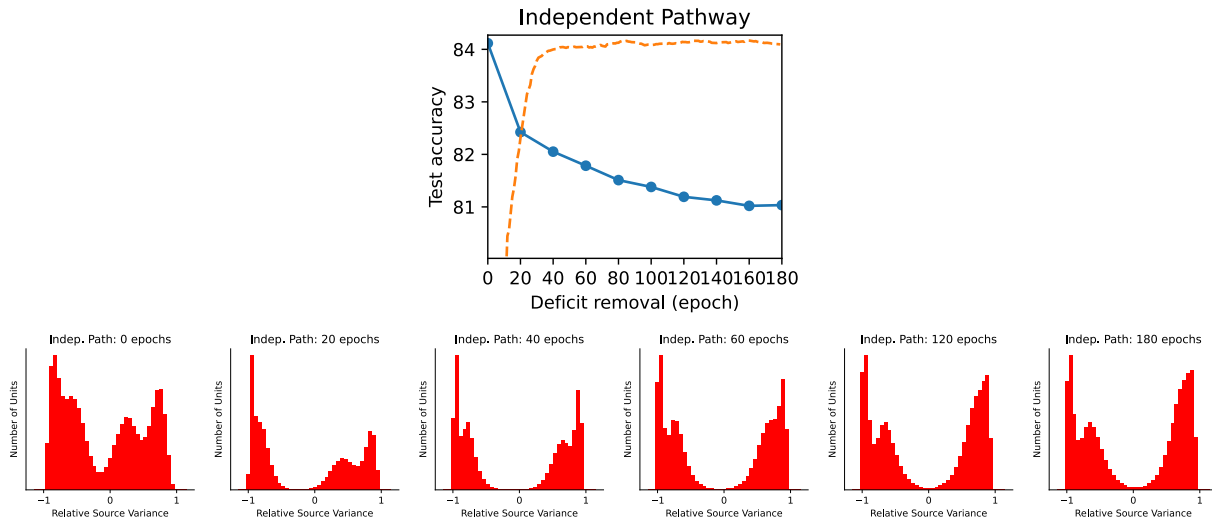 Independent Pathway
Test accuracy
84
83
82
81
0 20 40 60 80 100 120 140 160 180
Deficit removal (epoch)
Indep. Path: 0 epochs
Number of Units
−1 0 1
Relative Source Variance
Indep. Path: 20 epochs
Number of Units
−1 0 1
Relative Source Variance
Indep. Path: 40 epochs
Number of Units
−1 0 1
Relative Source Variance
Indep. Path: 60 epochs
Number of Units
−1 0 1
Relative Source Variance
Indep. Path: 120 epochs
Number of Units
−1 0 1
Relative Source Variance
Indep. Path: 180 epochs
Number of Units
−1 0 1
Relative Source Variance